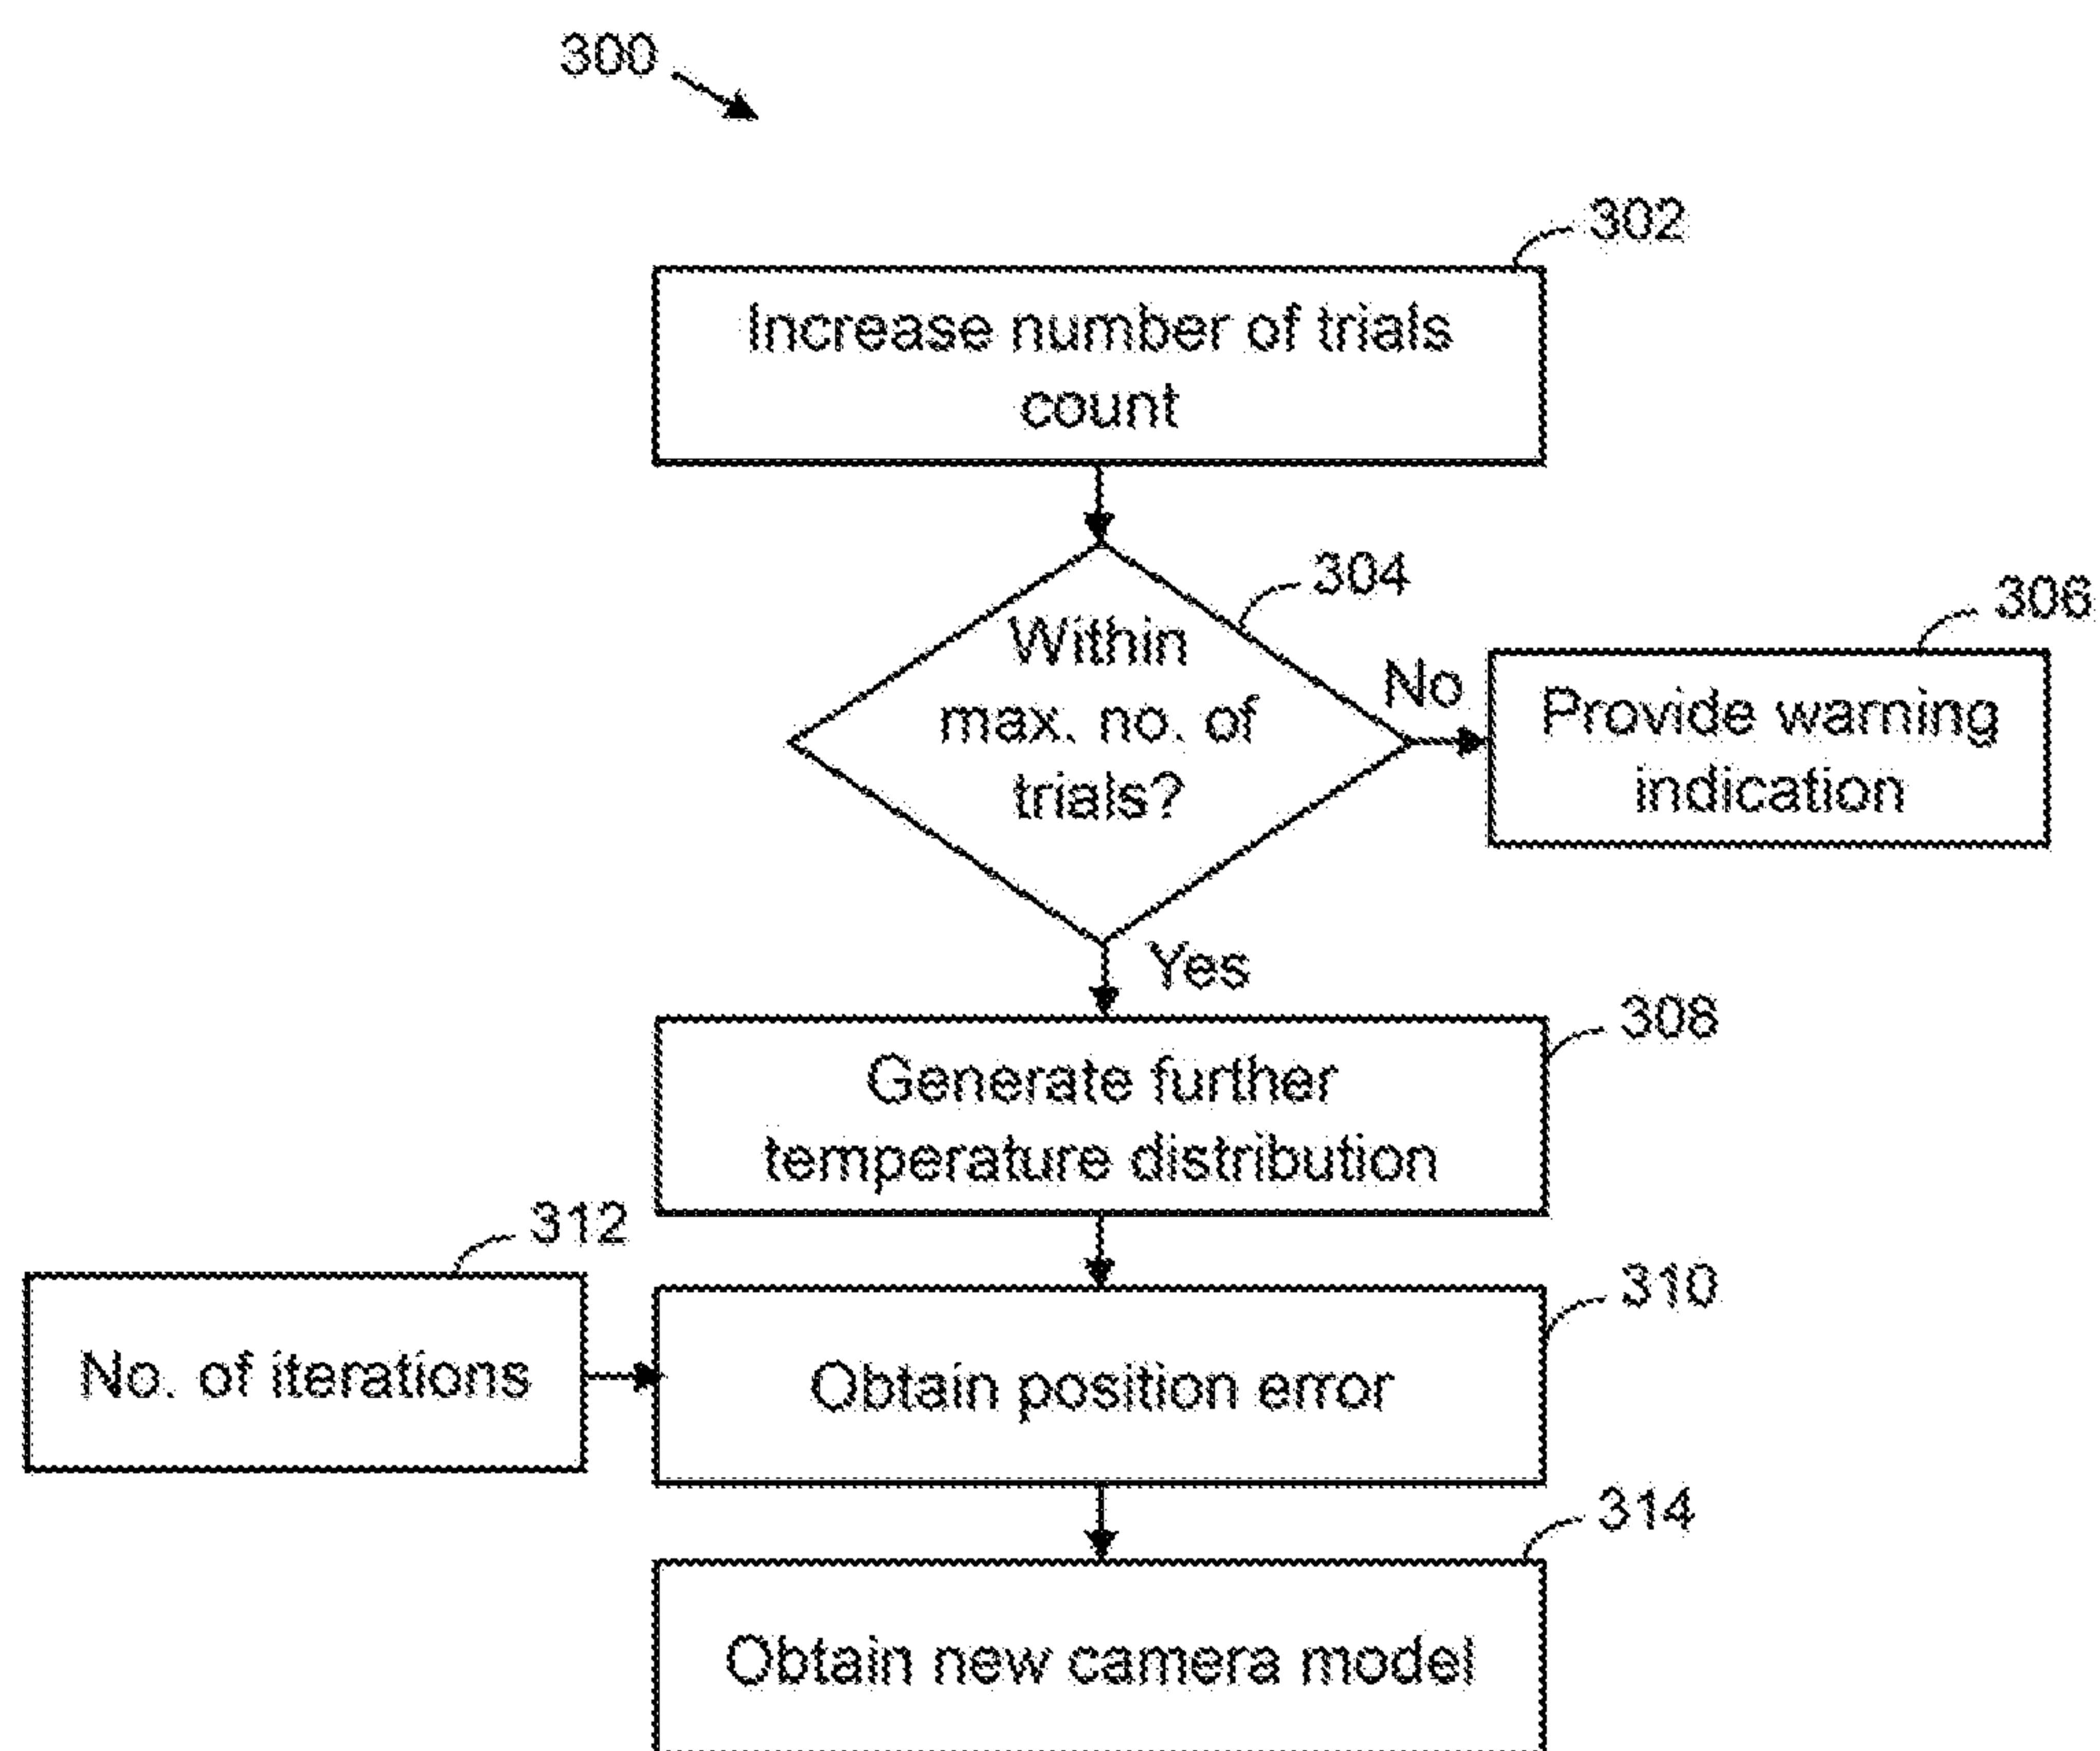 300
302
Increase number of trials
count
304
Within
max. no. of
trials?
No
306
Provide warning
indication
Yes
308
Generate further
temperature distribution
312
No. of iterations
310
Obtain position error
314
Obtain new camera model